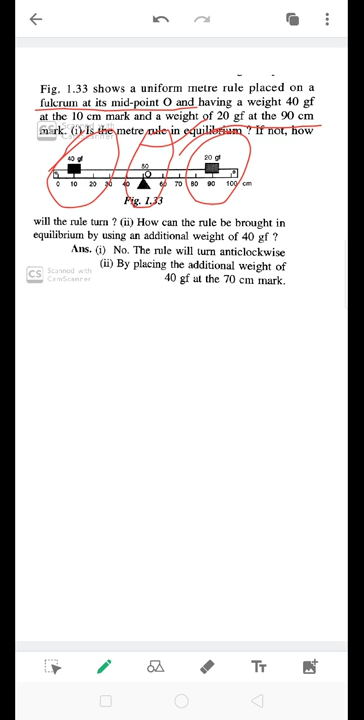 Fig. 1.33 shows a uniform metre rule placed on a
fulcrum at its mid-point O and having a weight 40 gf
at the 10 cm mark and a weight of 20 gf at the 90 cm
mark. (i) Is the metre rule in equilibrium ? If not, how
40 gf
20 gf
50
O
0 10 20 30 40 60 70 80 90 100 cm
Fig. 1.33
will the rule turn ? (ii) How can the rule be brought in
equilibrium by using an additional weight of 40 gf ?
Ans. (i) No. The rule will turn anticlockwise
(ii) By placing the additional weight of
40 gf at the 70 cm mark.
CS Scanned with
CamScanner
TT